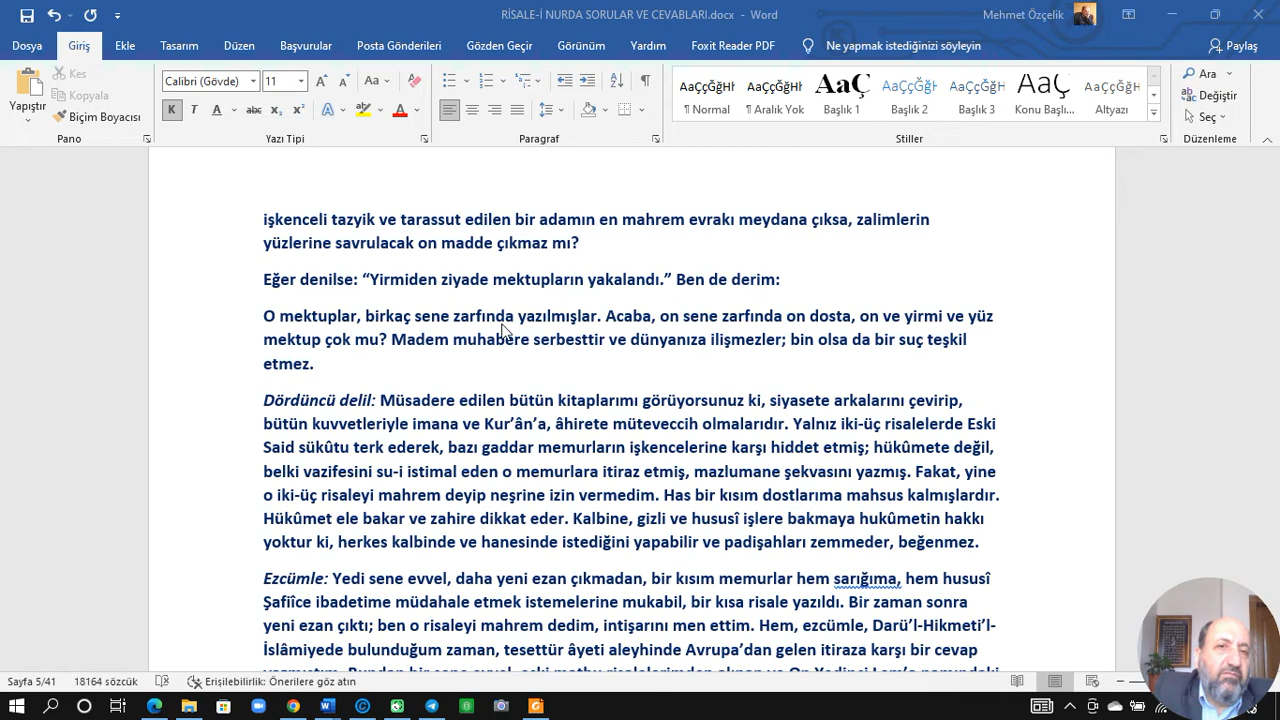 RİSALE-İ NURDA SORULAR VE CEVABLARI.docx - Word
Mehmet Özçelik
Dosya Giriş Ekle Tasarım Düzen Başvurular Posta Gönderileri Gözden Geçir Görünüm Yardım Foxit Reader PDF Ne yapmak istediğinizi söyleyin Paylaş
Yapıştır
Kes
Kopyala
Biçim Boyacısı
Pano
Calibri (Gövde) 11
K T A abc x₂ x²
Yazı Tipi
Paragraf
AaBbÇçĞğHł AaBbÇçĞğHł AaÇ AaBbÇçĞğł AaBbÇçĞğH AaÇ AaBbÇçĞğH
¶ Normal ¶ Aralık Yok Başlık 1 Başlık 2 Başlık 3 Konu Başlı... Altyazı
Stiller
Ara
Değiştir
Seç
Düzenleme
işkenceli tazyik ve tarassut edilen bir adamın en mahrem evrakı meydana çıksa, zalimlerin
yüzlerine savrulacak on madde çıkmaz mı?
Eğer denilse: “Yirmiden ziyade mektupların yakalandı.” Ben de derim:
O mektuplar, birkaç sene zarfında yazılmışlar. Acaba, on sene zarfında on dosta, on ve yirmi ve yüz
mektup çok mu? Madem muhabere serbesttir ve dünyanıza ilişmezler; bin olsa da bir suç teşkil
etmez.
Dördüncü delil: Müsadere edilen bütün kitaplarımı görüyorsunuz ki, siyasete arkalarını çevirip,
bütün kuvvetleriyle imana ve Kur’ân’a, âhirete müteveccih olmalarıdır. Yalnız iki-üç risalelerde Eski
Said sükûtu terk ederek, bazı gaddar memurların işkencelerine karşı hiddet etmiş; hükûmete değil,
belki vazifesini su-i istimal eden o memurlara itiraz etmiş, mazlumane şekvasını yazmış. Fakat, yine
o iki-üç risaleyi mahrem deyip neşrine izin vermedim. Has bir kısım dostlarıma mahsus kalmışlardır.
Hükûmet ele bakar ve zahire dikkat eder. Kalbine, gizli ve hususî işlere bakmaya hukûmetin hakkı
yoktur ki, herkes kalbinde ve hanesinde istediğini yapabilir ve padişahları zemmeder, beğenmez.
Ezcümle: Yedi sene evvel, daha yeni ezan çıkmadan, bir kısım memurlar hem sarığıma, hem hususî
Şafiîce ibadetime müdahale etmek istemelerine mukabil, bir kısa risale yazıldı. Bir zaman sonra
yeni ezan çıktı; ben o risaleyi mahrem dedim, intişarını men ettim. Hem, ezcümle, Darü’l-Hikmeti’l-
İslâmiyede bulunduğum zaman, tesettür âyeti aleyhinde Avrupa’dan gelen itiraza karşı bir cevap
Sayfa 5/41 18164 sözcük Erişilebilirlik: Önerilere göz atın